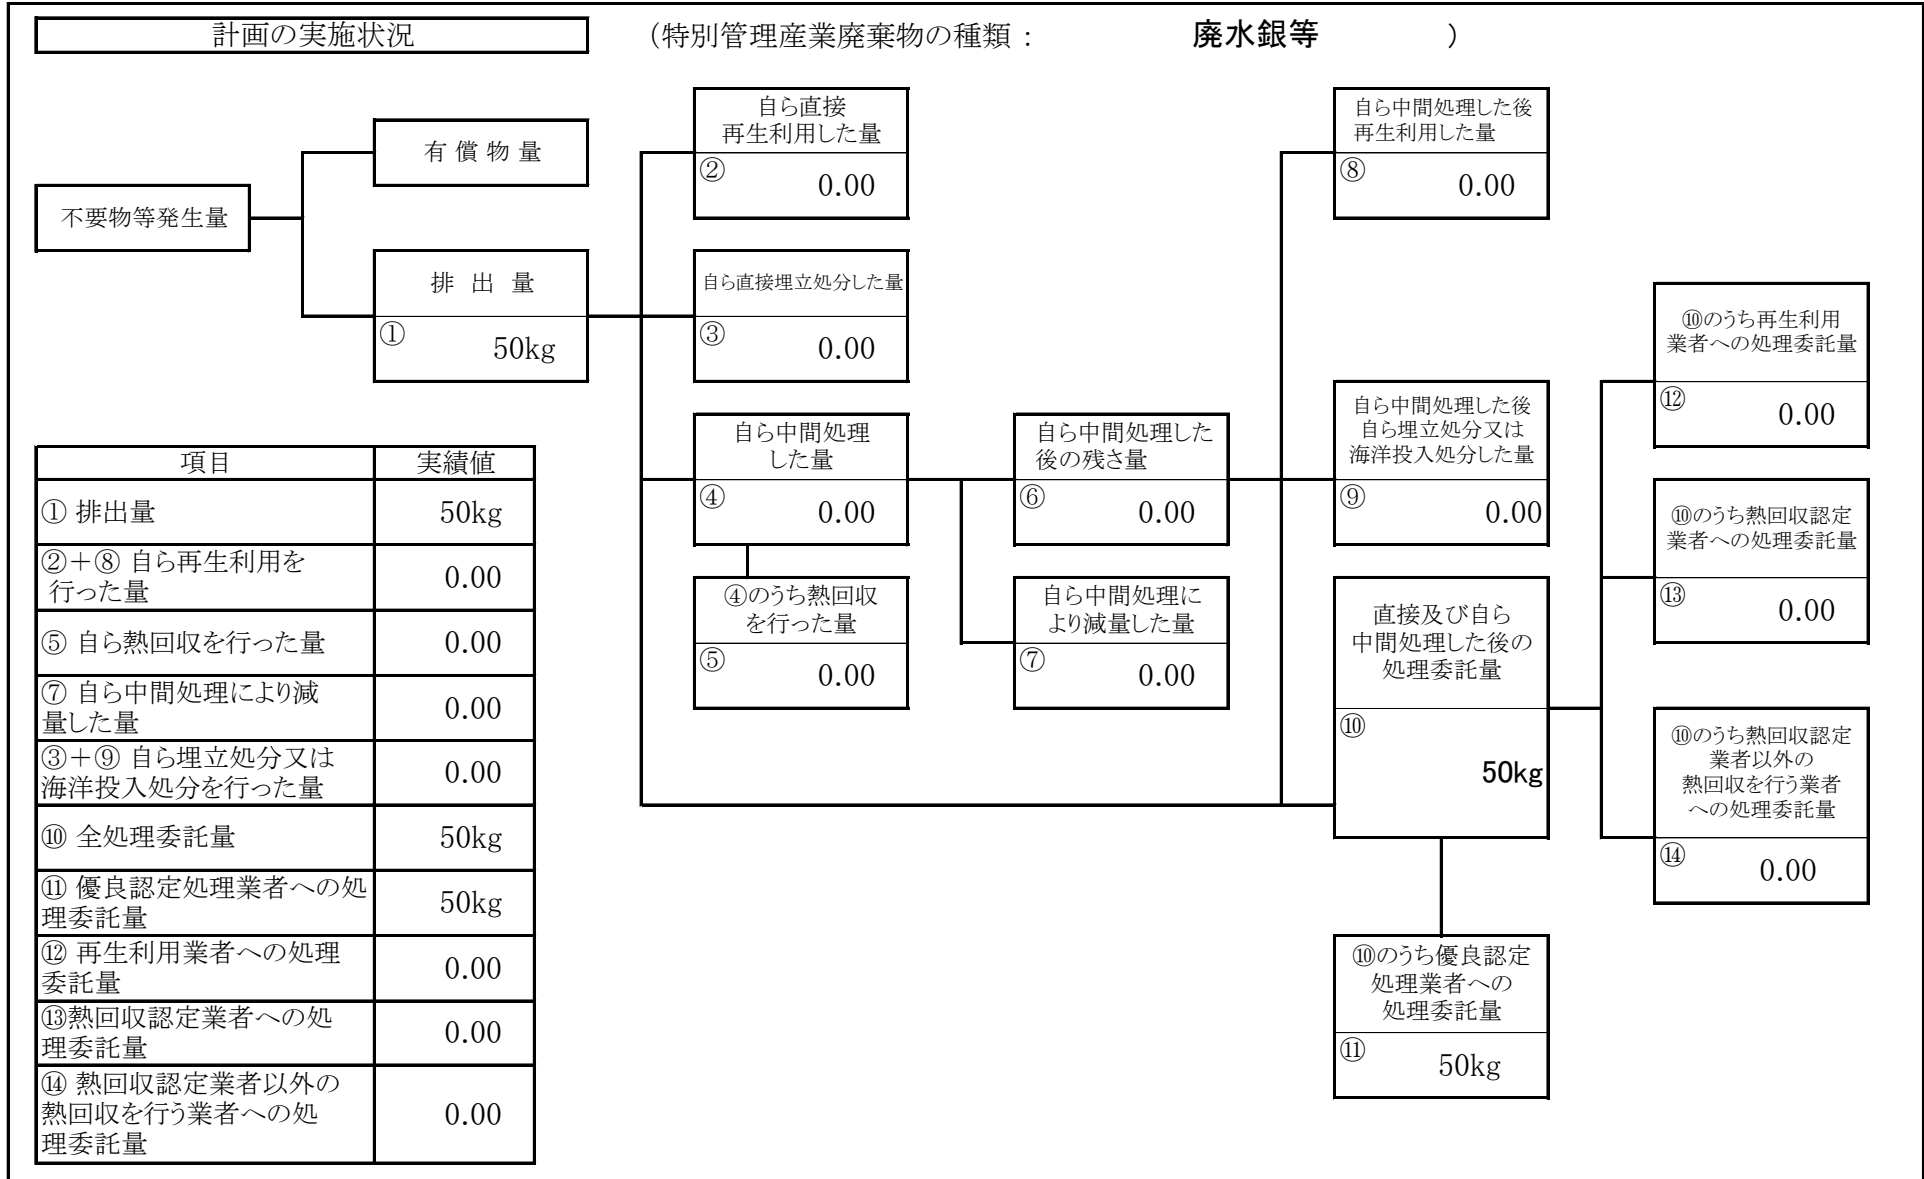 計画の実施状況
（特別管理産業廃棄物の種類： 廃水銀等 ）
不要物等発生量
有償物量
排出量
①
50kg
自ら直接
再生利用した量
②
0.00
自ら直接埋立処分した量
③
0.00
自ら中間処理
した量
④
0.00
④のうち熱回収
を行った量
⑤
0.00
自ら中間処理した
後の残さ量
⑥
0.00
自ら中間処理に
より減量した量
⑦
0.00
自ら中間処理した後
再生利用した量
⑧
0.00
自ら中間処理した後
自ら埋立処分又は
海洋投入処分した量
⑨
0.00
直接及び自ら
中間処理した後の
処理委託量
⑩
50kg
⑩のうち優良認定
処理業者への
処理委託量
⑪
50kg
⑩のうち再生利用
業者への処理委託量
⑫
0.00
⑩のうち熱回収認定
業者への処理委託量
⑬
0.00
⑩のうち熱回収認定
業者以外の
熱回収を行う業者
への処理委託量
⑭
0.00
項目 実績値
① 排出量 50kg
②＋⑧ 自ら再生利用を
行った量 0.00
⑤ 自ら熱回収を行った量 0.00
⑦ 自ら中間処理により減
量した量 0.00
③＋⑨ 自ら埋立処分又は
海洋投入処分を行った量 0.00
⑩ 全処理委託量 50kg
⑪ 優良認定処理業者への処
理委託量 50kg
⑫ 再生利用業者への処理
委託量 0.00
⑬熱回収認定業者への処
理委託量 0.00
⑭ 熱回収認定業者以外の
熱回収を行う業者への処
理委託量 0.00